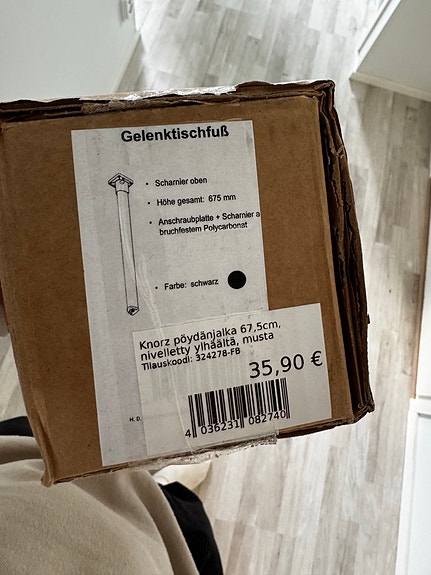 Gelenktischfuß
• Scharnier oben
• Höhe gesamt: 675 mm
• Anschraubplatte + Scharnier a
bruchfestem Polycarbonat
• Farbe: schwarz
Knorz pöydänjalka 67,5cm,
nivelletty ylhäältä, musta
Tilauskoodi: 324278-FB
35,90 €
4 036231 082740
H. D.